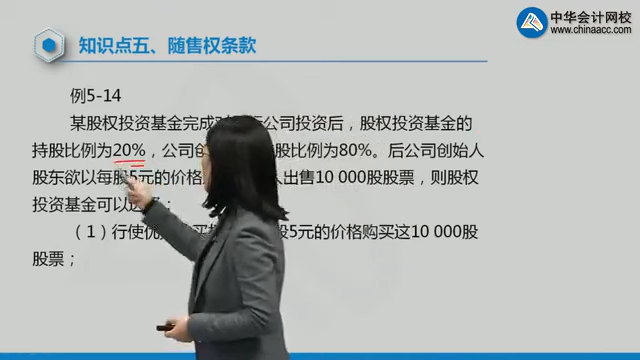 中华会计网校
www.chinaacc.com
知识点五、随售权条款
例5-14
某股权投资基金完成 公司投资后，股权投资基金的
持股比例为20%，公司创 股比例为80%。后公司创始人
股东欲以每股5元的价格 出售10 000股股票，则股权
投资基金可以 ：
（1）行使优 买 股5元的价格购买这10 000股
股票；